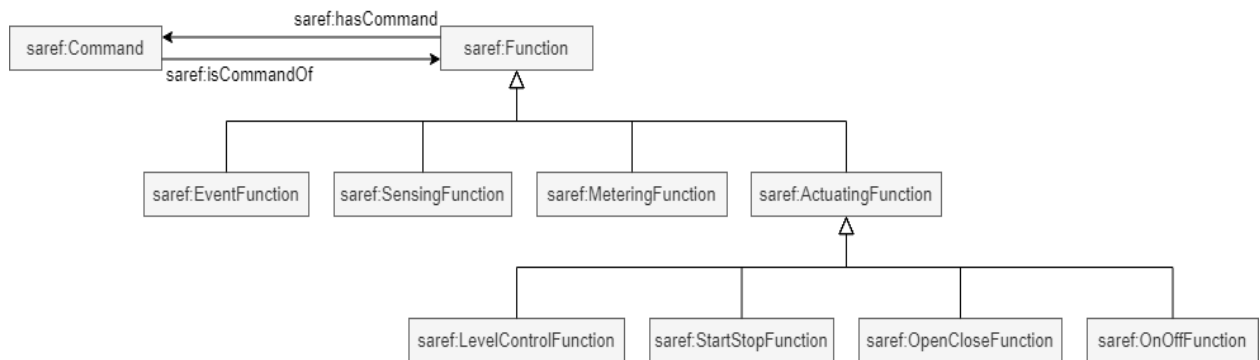 saref:hasCommand
saref:Command
saref:Function
saref:isCommandOf
saref:EventFunction
saref:SensingFunction
saref:MeteringFunction
saref:ActuatingFunction
saref:LevelControlFunction
saref:StartStopFunction
saref:OpenCloseFunction
saref:OnOffFunction